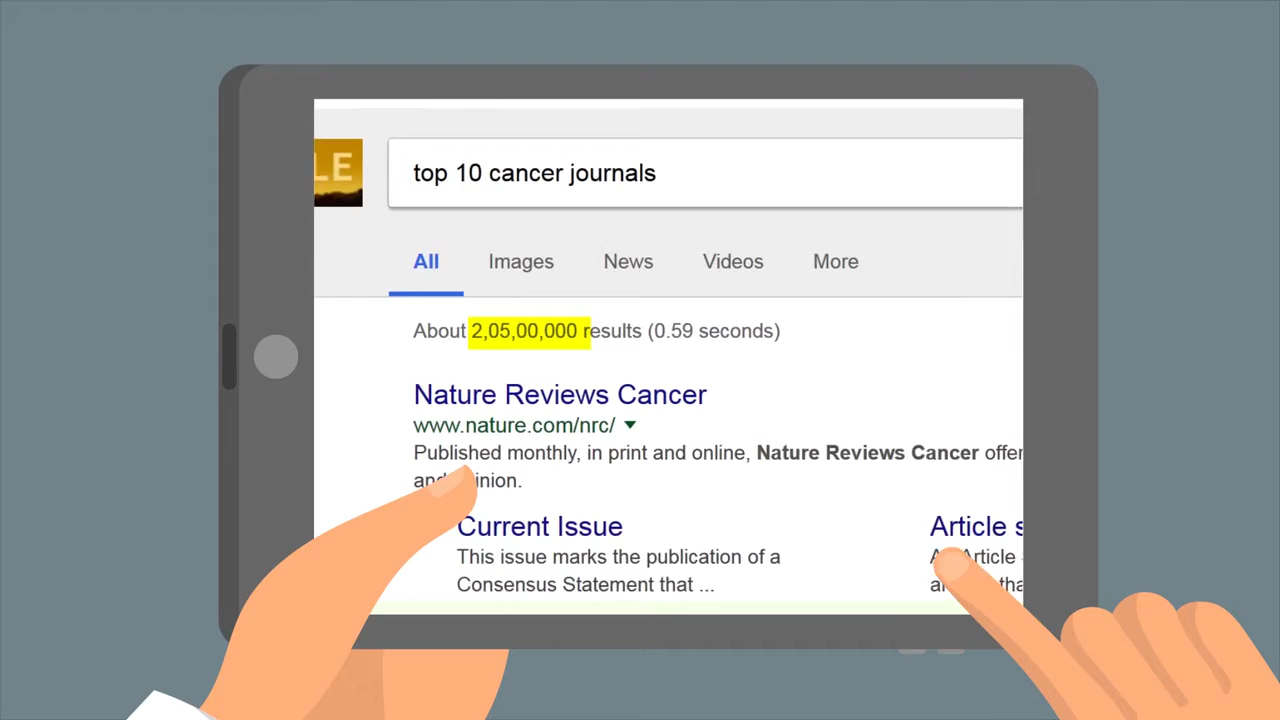 LE
top 10 cancer journals
All Images News Videos More
About 2,05,00,000 results (0.59 seconds)
Nature Reviews Cancer
www.nature.com/nrc/
Published monthly, in print and online, Nature Reviews Cancer offer
inion.
Current Issue
This issue marks the publication of a
Consensus Statement that ...
Article s
Article